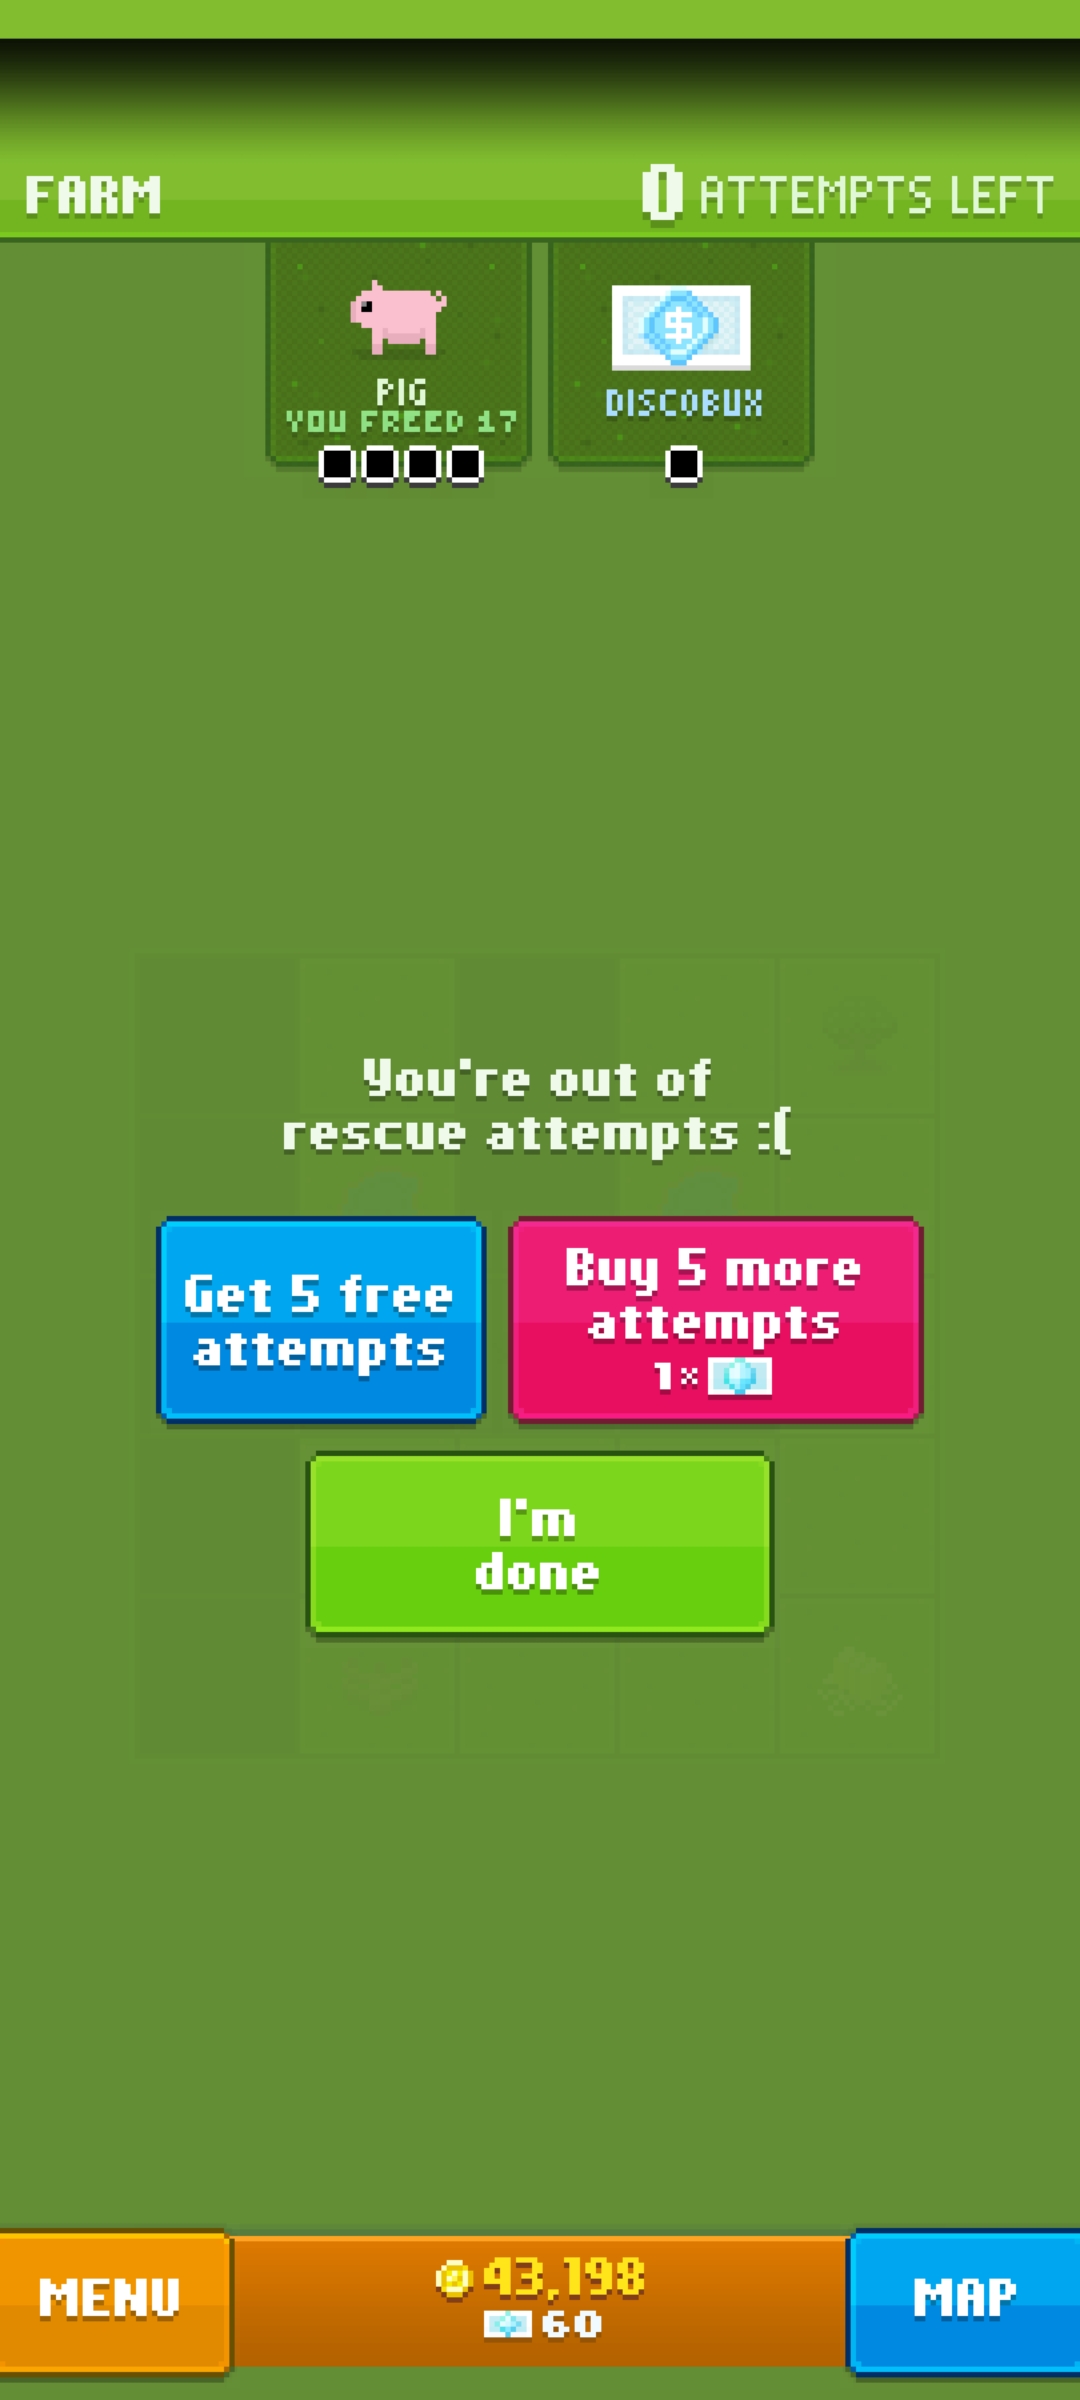 FARM
0 ATTEMPTS LEFT
PIG
YOU FREED 17
$
DISCOBUX
You're out of
rescue attempts :(
Get 5 free
attempts
Buy 5 more
attempts
1×
I'm
done
MENU
43,198
60
MAP